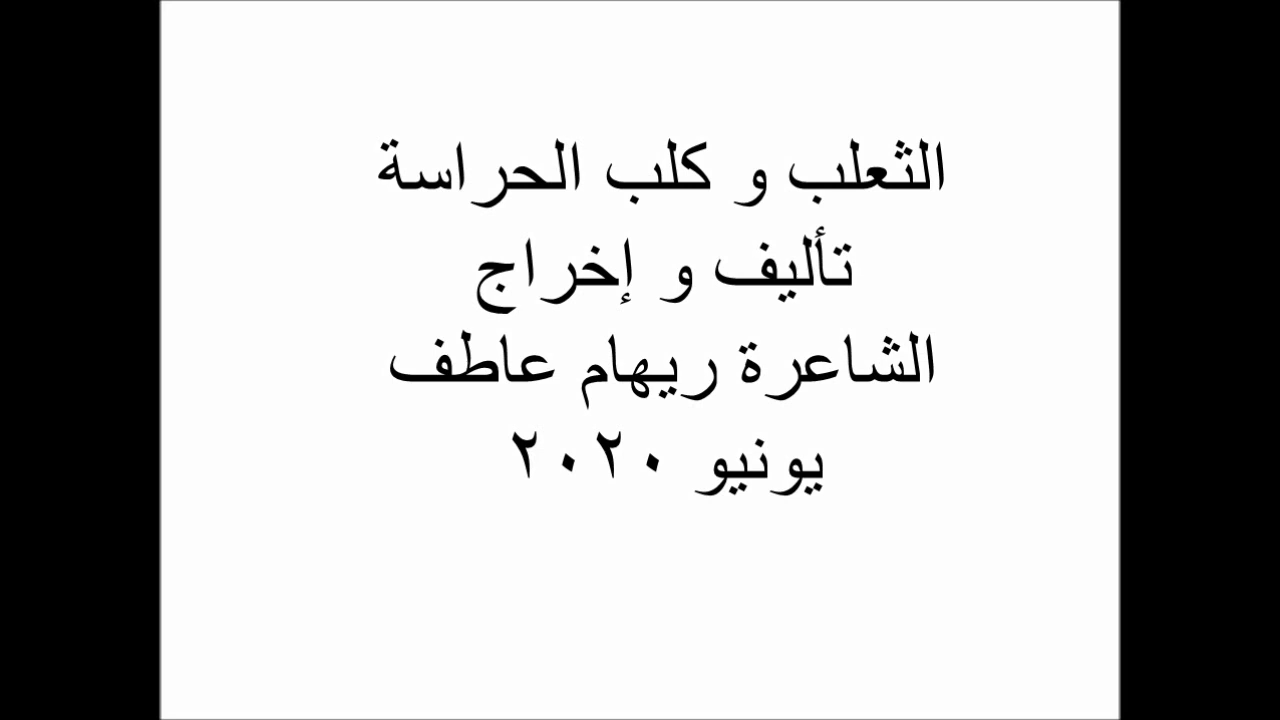 الثعلب و كلب الحراسة
تأليف و إخراج
الشاعرة ريهام عاطف
يونيو ٢٠٢٠